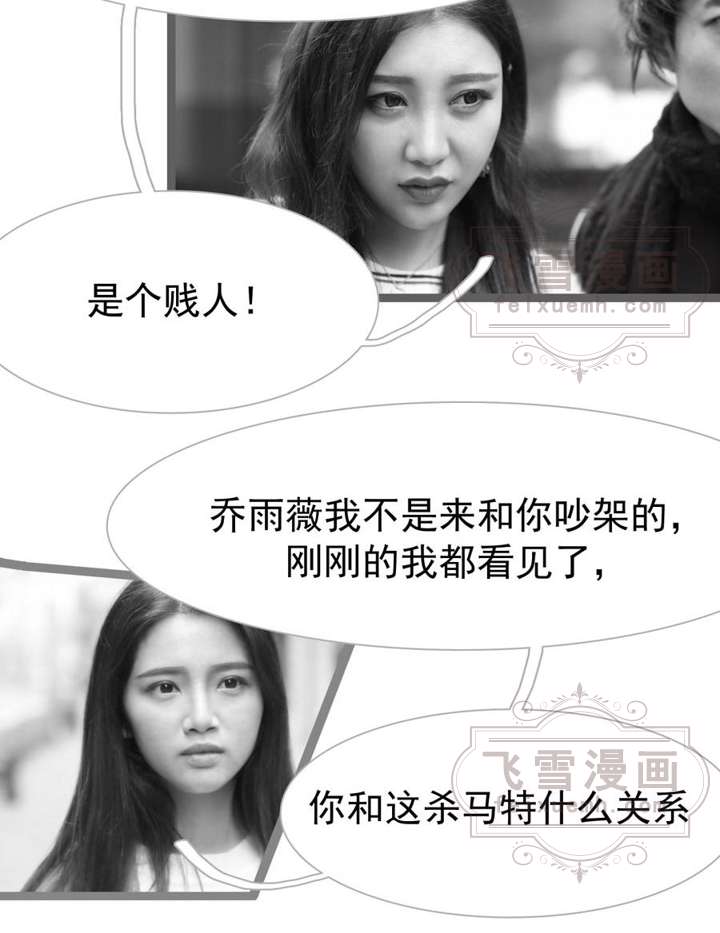 是个贱人!
飞雪漫画
feixuemh.com
乔雨薇我不是来和你吵架的,
刚刚的我都看见了,
飞雪漫画
feixuemh.com
你和这杀马特什么关系